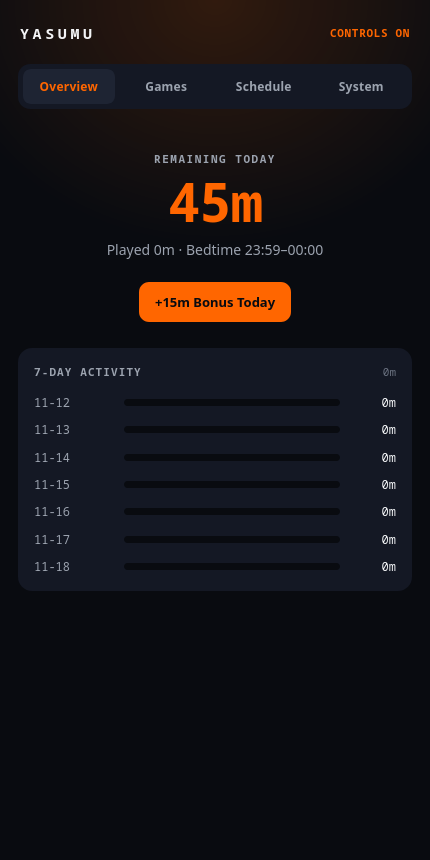 YASUMU
CONTROLS ON
Overview Games Schedule System
REMAINING TODAY
45m
Played 0m · Bedtime 23:59–00:00
+15m Bonus Today
7-DAY ACTIVITY 0m
11-12 0m
11-13 0m
11-14 0m
11-15 0m
11-16 0m
11-17 0m
11-18 0m